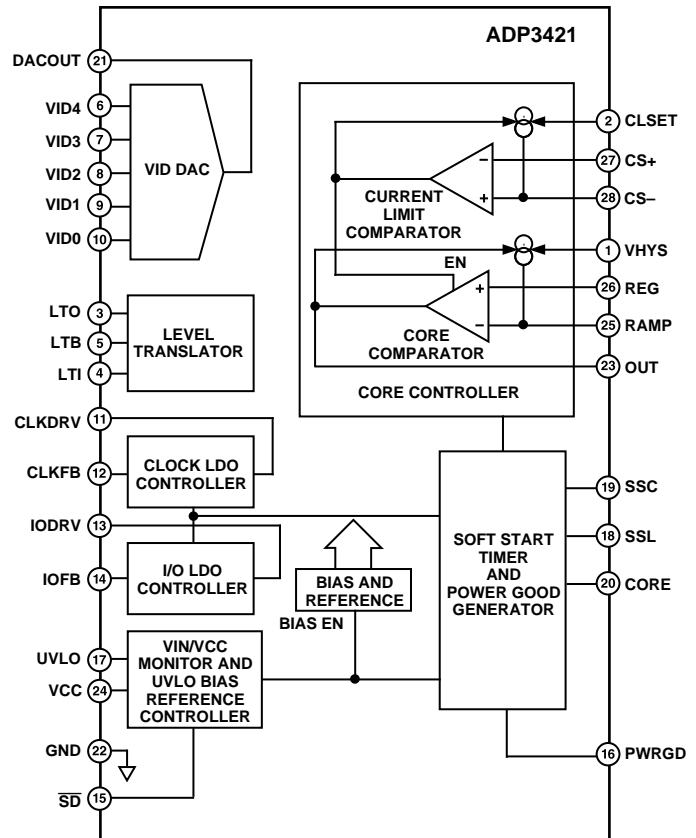 ADP3421
DACOUT 21
VID4 6
VID3 7
VID2 8
VID1 9
VID0 10
VID DAC
LTO 3
LTB 5
LTI 4
LEVEL
TRANSLATOR
CLKDRV 11
CLKFB 12
CLOCK LDO
CONTROLLER
IODRV 13
IOFB 14
I/O LDO
CONTROLLER
UVLO 17
VCC 24
VIN/VCC
MONITOR AND
UVLO BIAS
REFERENCE
CONTROLLER
GND 22
SD 15
BIAS AND
REFERENCE
BIAS EN
2 CLSET
27 CS+
28 CS–
–
+
CURRENT
LIMIT
COMPARATOR
1 VHYS
26 REG
25 RAMP
23 OUT
EN
+
–
CORE
COMPARATOR
CORE CONTROLLER
SOFT START
TIMER
AND
POWER GOOD
GENERATOR
19 SSC
18 SSL
20 CORE
16 PWRGD